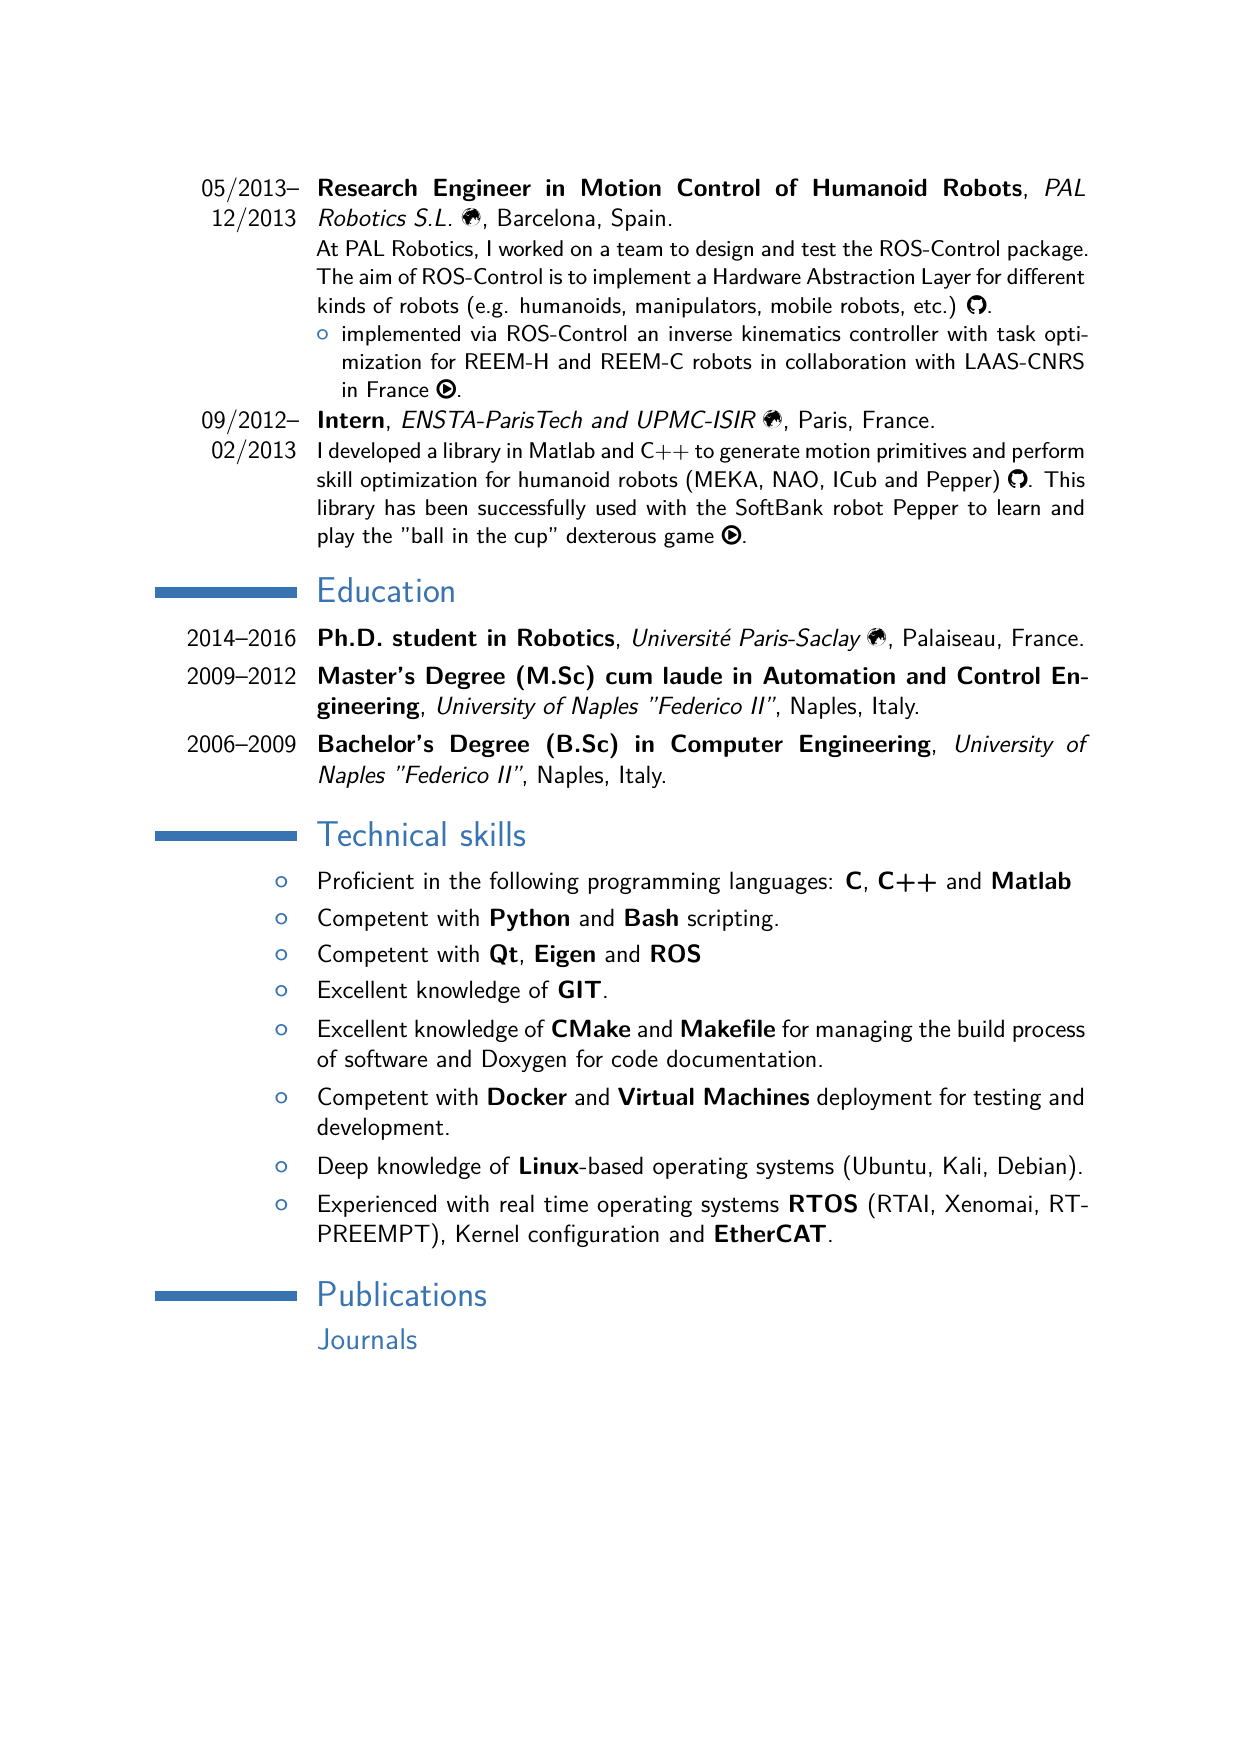 05/2013– Research Engineer in Motion Control of Humanoid Robots, PAL
12/2013 Robotics S.L. , Barcelona, Spain.
At PAL Robotics, I worked on a team to design and test the ROS-Control package.
The aim of ROS-Control is to implement a Hardware Abstraction Layer for different
kinds of robots (e.g. humanoids, manipulators, mobile robots, etc.) .
implemented via ROS-Control an inverse kinematics controller with task opti-
mization for REEM-H and REEM-C robots in collaboration with LAAS-CNRS
in France .
09/2012– Intern, ENSTA-ParisTech and UPMC-ISIR , Paris, France.
02/2013 I developed a library in Matlab and C++ to generate motion primitives and perform
skill optimization for humanoid robots (MEKA, NAO, ICub and Pepper) . This
library has been successfully used with the SoftBank robot Pepper to learn and
play the ”ball in the cup” dexterous game .
Education
2014–2016 Ph.D. student in Robotics, Université Paris-Saclay , Palaiseau, France.
2009–2012 Master’s Degree (M.Sc) cum laude in Automation and Control En-
gineering, University of Naples ”Federico II”, Naples, Italy.
2006–2009 Bachelor’s Degree (B.Sc) in Computer Engineering, University of
Naples ”Federico II”, Naples, Italy.
Technical skills
Proficient in the following programming languages: C, C++ and Matlab
Competent with Python and Bash scripting.
Competent with Qt, Eigen and ROS
Excellent knowledge of GIT.
Excellent knowledge of CMake and Makefile for managing the build process
of software and Doxygen for code documentation.
Competent with Docker and Virtual Machines deployment for testing and
development.
Deep knowledge of Linux-based operating systems (Ubuntu, Kali, Debian).
Experienced with real time operating systems RTOS (RTAI, Xenomai, RT-
PREEMPT), Kernel configuration and EtherCAT.
Publications
Journals